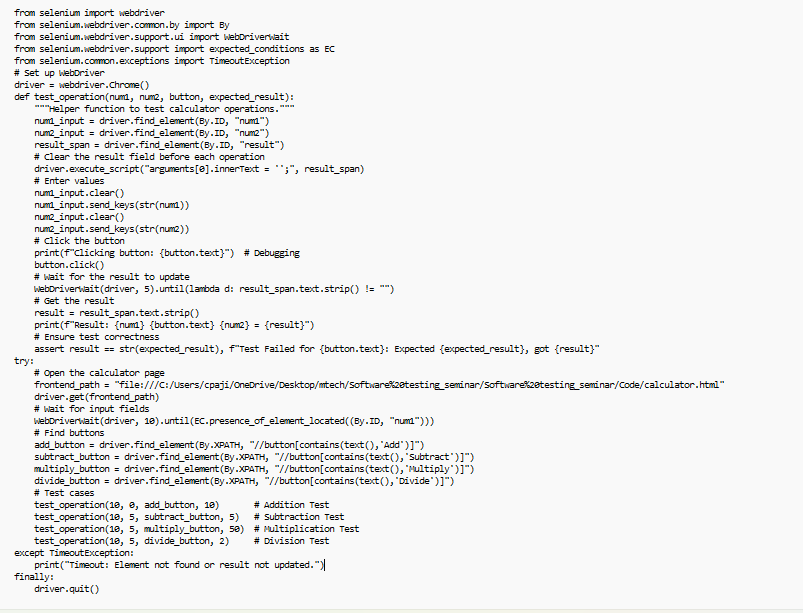 from selenium import webdriver
from selenium.webdriver.common.by import By
from selenium.webdriver.support.ui import WebDriverWait
from selenium.webdriver.support import expected_conditions as EC
from selenium.common.exceptions import TimeoutException
# Set up WebDriver
driver = webdriver.Chrome()
def test_operation(num1, num2, button, expected_result):
    """Helper function to test calculator operations."""
    num1_input = driver.find_element(By.ID, "num1")
    num2_input = driver.find_element(By.ID, "num2")
    result_span = driver.find_element(By.ID, "result")
    # Clear the result field before each operation
    driver.execute_script("arguments[0].innerText = '';", result_span)
    # Enter values
    num1_input.clear()
    num1_input.send_keys(str(num1))
    num2_input.clear()
    num2_input.send_keys(str(num2))
    # Click the button
    print(f"Clicking button: {button.text}")  # Debugging
    button.click()
    # Wait for the result to update
    WebDriverWait(driver, 5).until(lambda d: result_span.text.strip() != "")
    # Get the result
    result = result_span.text.strip()
    print(f"Result: {num1} {button.text} {num2} = {result}")
    # Ensure test correctness
    assert result == str(expected_result), f"Test Failed for {button.text}: Expected {expected_result}, got {result}"
try:
    # Open the calculator page
    frontend_path = "file:///C:/Users/cpaji/OneDrive/Desktop/mtech/Software%20testing_seminar/Software%20testing_seminar/Code/calculator.html"
    driver.get(frontend_path)
    # Wait for input fields
    WebDriverWait(driver, 10).until(EC.presence_of_element_located((By.ID, "num1")))
    # Find buttons
    add_button = driver.find_element(By.XPATH, "//button[contains(text(),'Add')]")
    subtract_button = driver.find_element(By.XPATH, "//button[contains(text(),'Subtract')]")
    multiply_button = driver.find_element(By.XPATH, "//button[contains(text(),'Multiply')]")
    divide_button = driver.find_element(By.XPATH, "//button[contains(text(),'Divide')]")
    # Test cases
    test_operation(10, 0, add_button, 10)       # Addition Test
    test_operation(10, 5, subtract_button, 5)   # Subtraction Test
    test_operation(10, 5, multiply_button, 50)  # Multiplication Test
    test_operation(10, 5, divide_button, 2)     # Division Test
except TimeoutException:
    print("Timeout: Element not found or result not updated.")
finally:
    driver.quit()